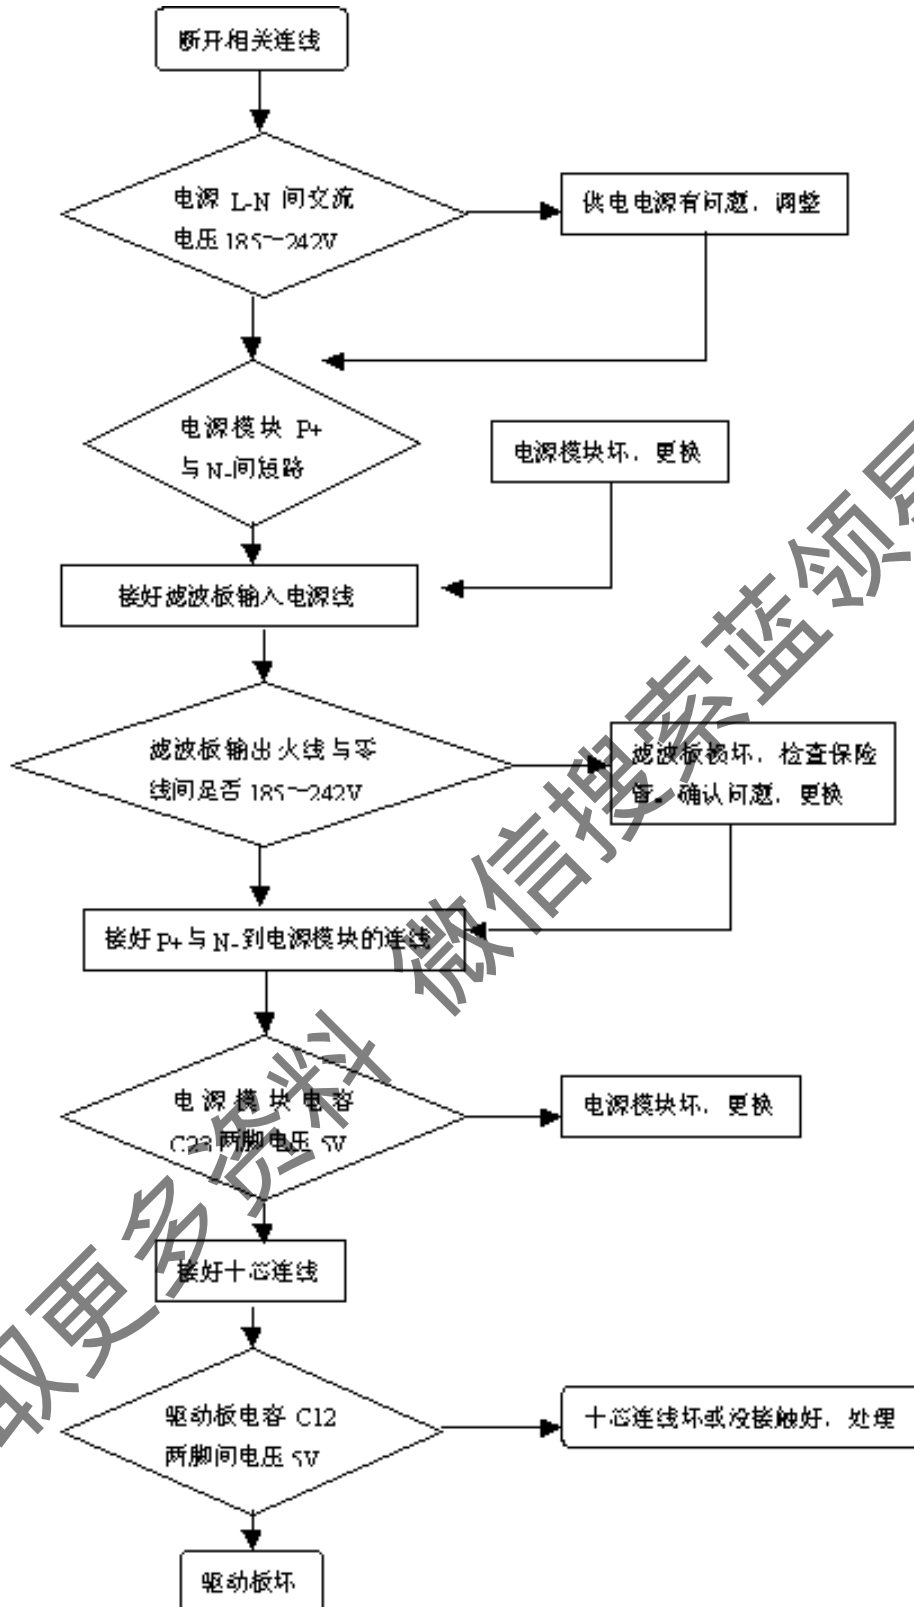 断开相关连线
电源 L-N 间交流
电压 185~242V
供电电源有问题，调整
电源模块 P+
与 N-间短路
电源模块坏，更换
接好滤波板输入电源线
滤波板输出火线与零
线间是否 185~242V
滤波板损坏，检查保险
管。确认问题，更换
接好 P+与 N-到电源模块的连线
电源模块电容
C23 两脚电压 5V
电源模块坏，更换
接好十芯连线
驱动板电容 C12
两脚间电压 5V
十芯连线坏或没接触好，处理
驱动板坏
取更多资料 微信搜索蓝领星